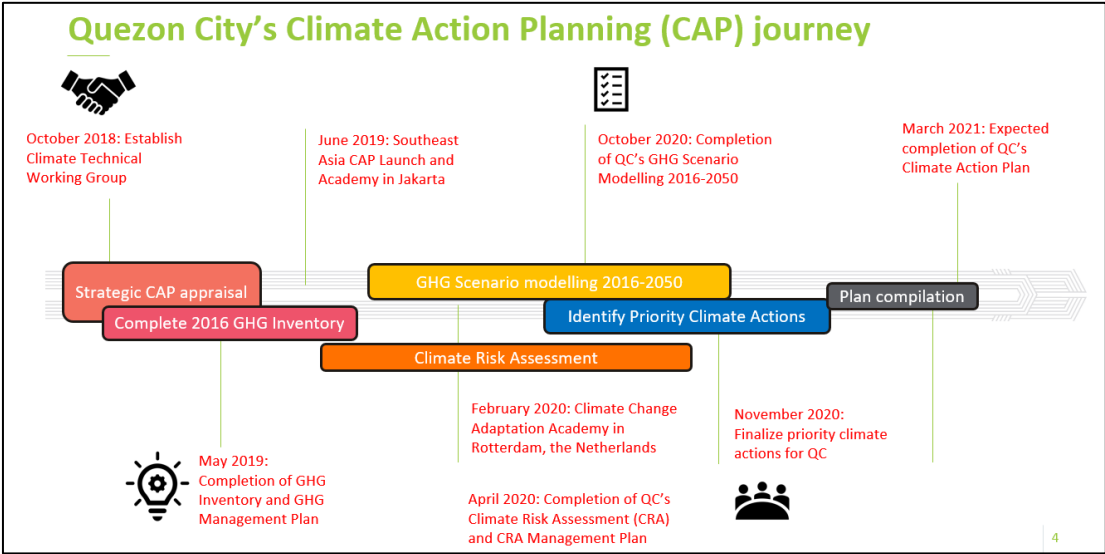 Quezon City's Climate Action Planning (CAP) journey
October 2018: Establish
Climate Technical
Working Group
June 2019: Southeast
Asia CAP Launch and
Academy in Jakarta
October 2020: Completion
of QC's GHG Scenario
Modelling 2016-2050
March 2021: Expected
completion of QC's
Climate Action Plan
Strategic CAP appraisal
Complete 2016 GHG Inventory
GHG Scenario modelling 2016-2050
Identify Priority Climate Actions
Plan compilation
Climate Risk Assessment
May 2019:
Completion of GHG
Inventory and GHG
Management Plan
February 2020: Climate Change
Adaptation Academy in
Rotterdam, the Netherlands
April 2020: Completion of QC's
Climate Risk Assessment (CRA)
and CRA Management Plan
November 2020:
Finalize priority climate
actions for QC
4